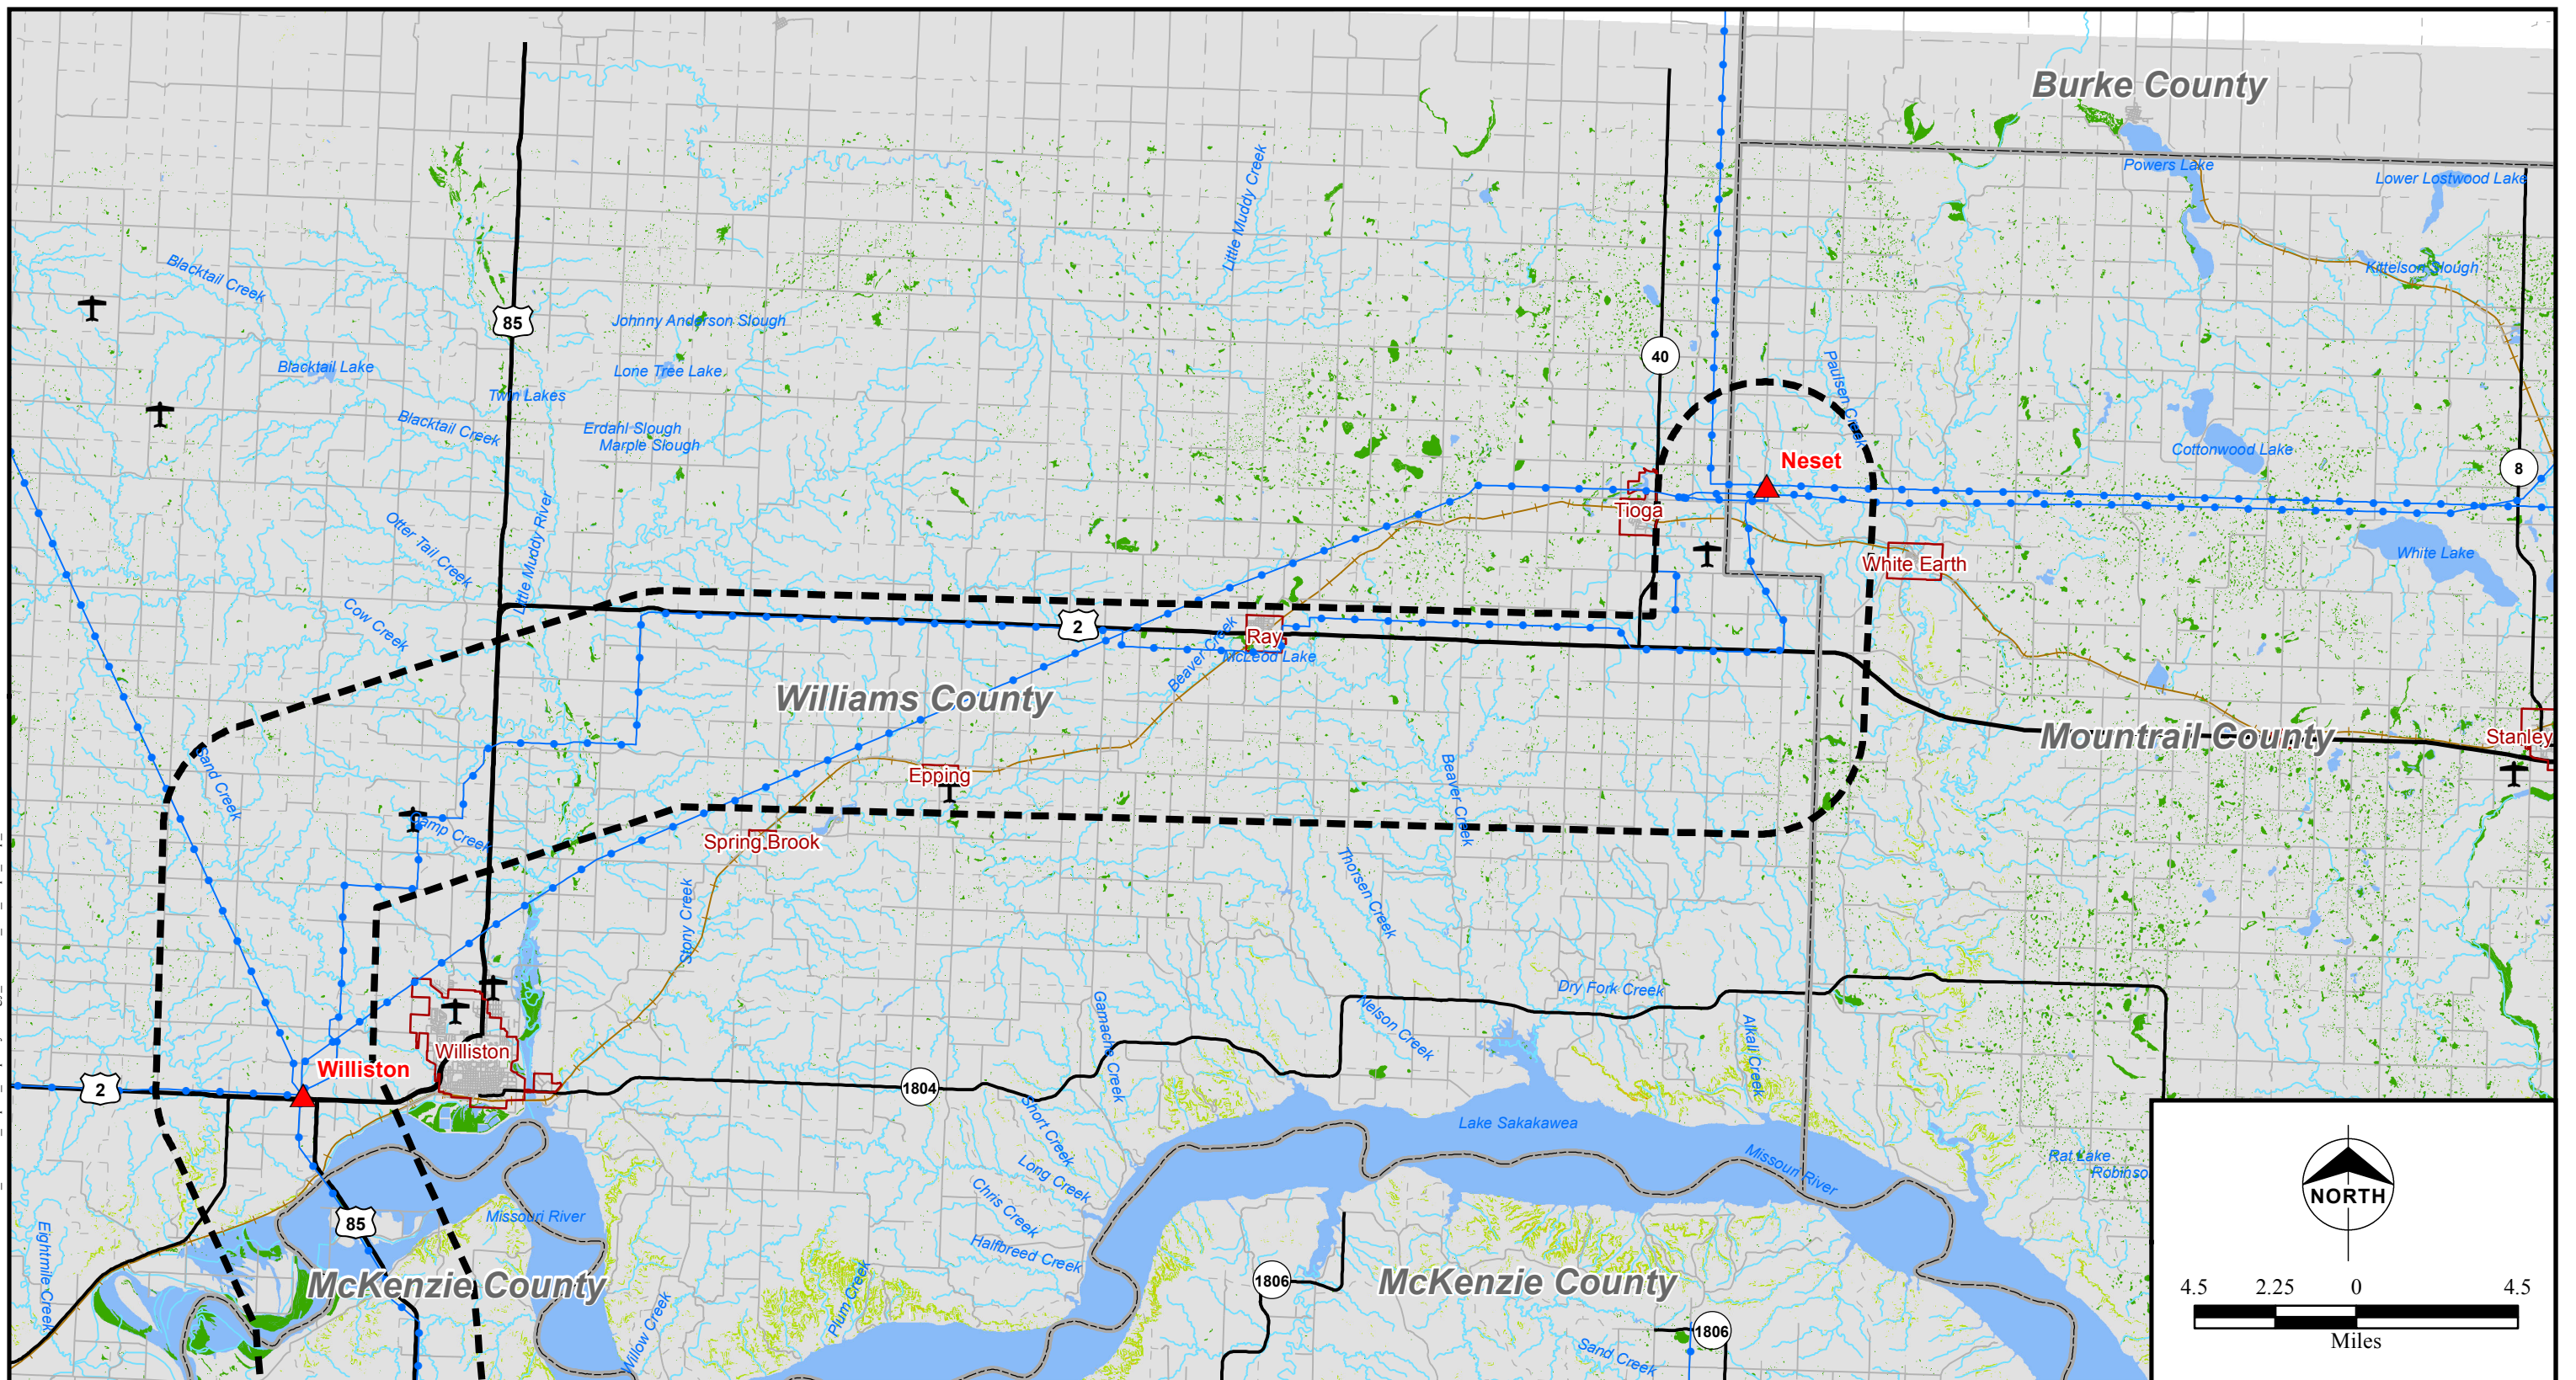 Burke County
Powers Lake
Lower Lostwood Lake
Little Muddy Creek
Blacktail Creek
Kittelson Slough
85
Johnny Anderson Slough
40
Blacktail Lake
Lone Tree Lake
Paulsen Creek
Twin Lakes
Blacktail Creek
Erdahl Slough
Marple Slough
Cottonwood Lake
Neset
8
Tioga
Otter Tail Creek
Little Muddy River
White Lake
White Earth
Cow Creek
2
Ray
Beaver Creek
McLeod Lake
Williams County
Mountrail County
Stanley
Sand Creek
Epping
Beaver Creek
Camp Creek
Spring Brook
Thorsen Creek
Stony Creek
Dry Fork Creek
Gamache Creek
Nelson Creek
Alkali Creek
Williston
Williston
2
1804
Short Creek
Lake Sakakawea
Long Creek
Missouri River
Rat Lake
Robinso
Chris Creek
NORTH
85
Missouri River
Halfbreed Creek
Eightmile Creek
McKenzie County
Plum Creek
1806
McKenzie County
4.5 2.25 0 4.5
Miles
Willow Creek
1806
Sand Creek